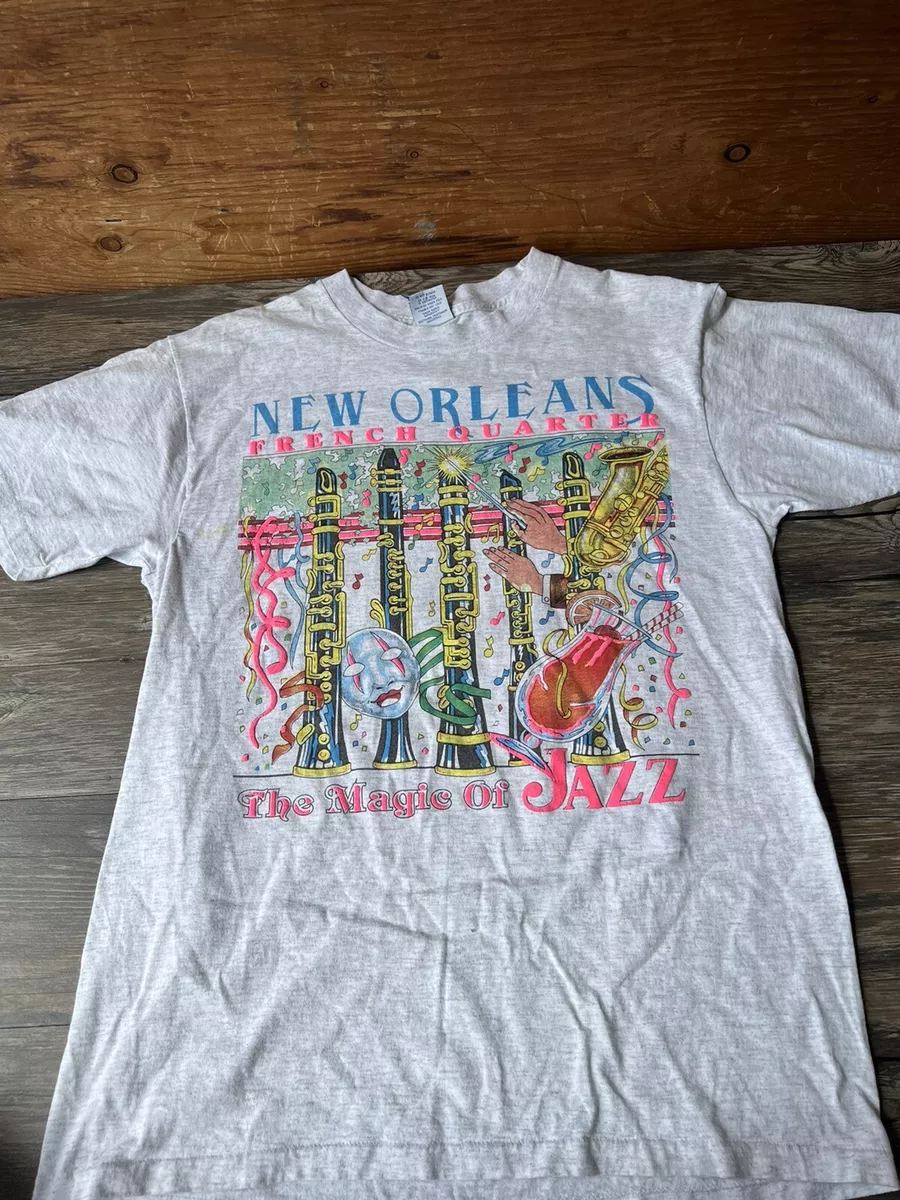 NEW ORLEANS
FRENCH QUARTER
The Magic Of JAZZ